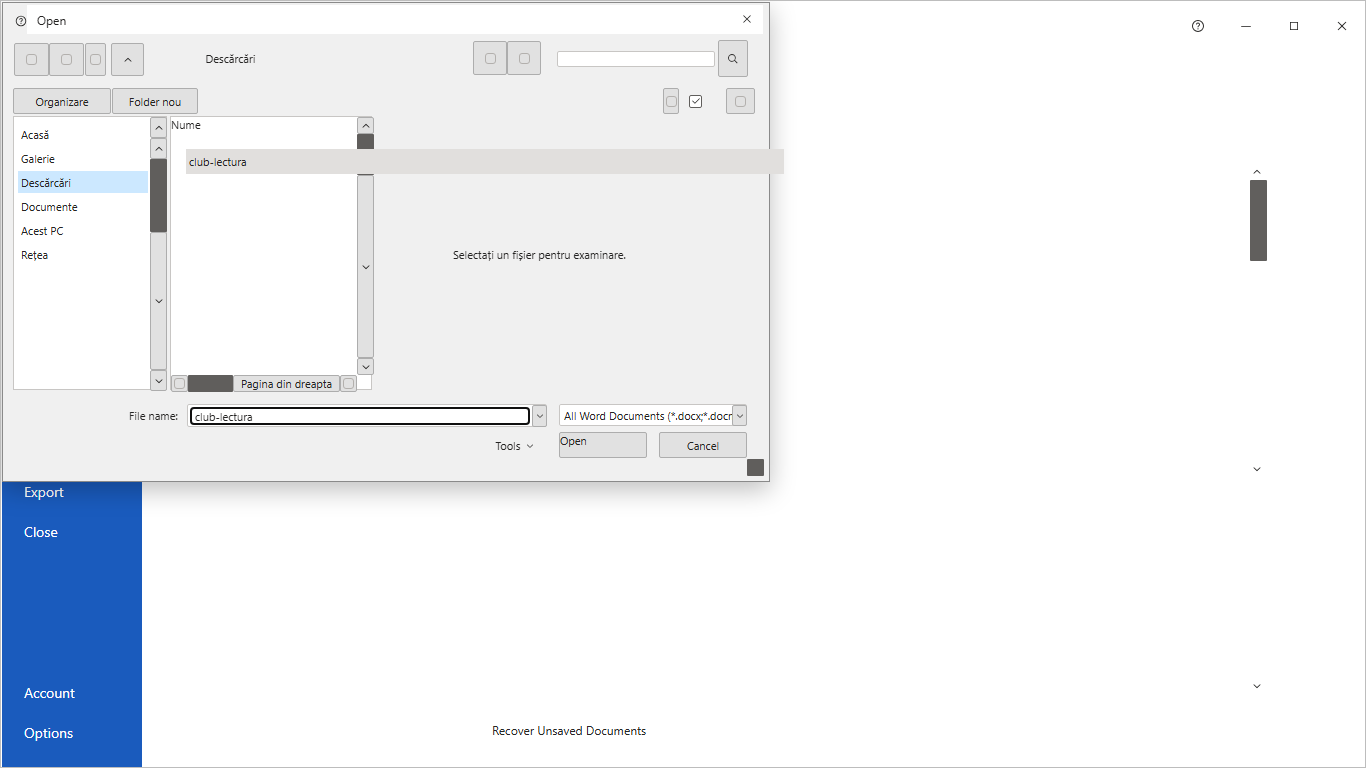 Open
Descărcări
Organizare
Folder nou
Acasă
Galerie
Descărcări
Documente
Acest PC
Rețea
Nume
club-lectura
Selectați un fișier pentru examinare.
Pagina din dreapta
File name:
club-lectura
All Word Documents (*.docx;*.docm
Tools
Open
Cancel
Export
Close
Account
Options
Recover Unsaved Documents